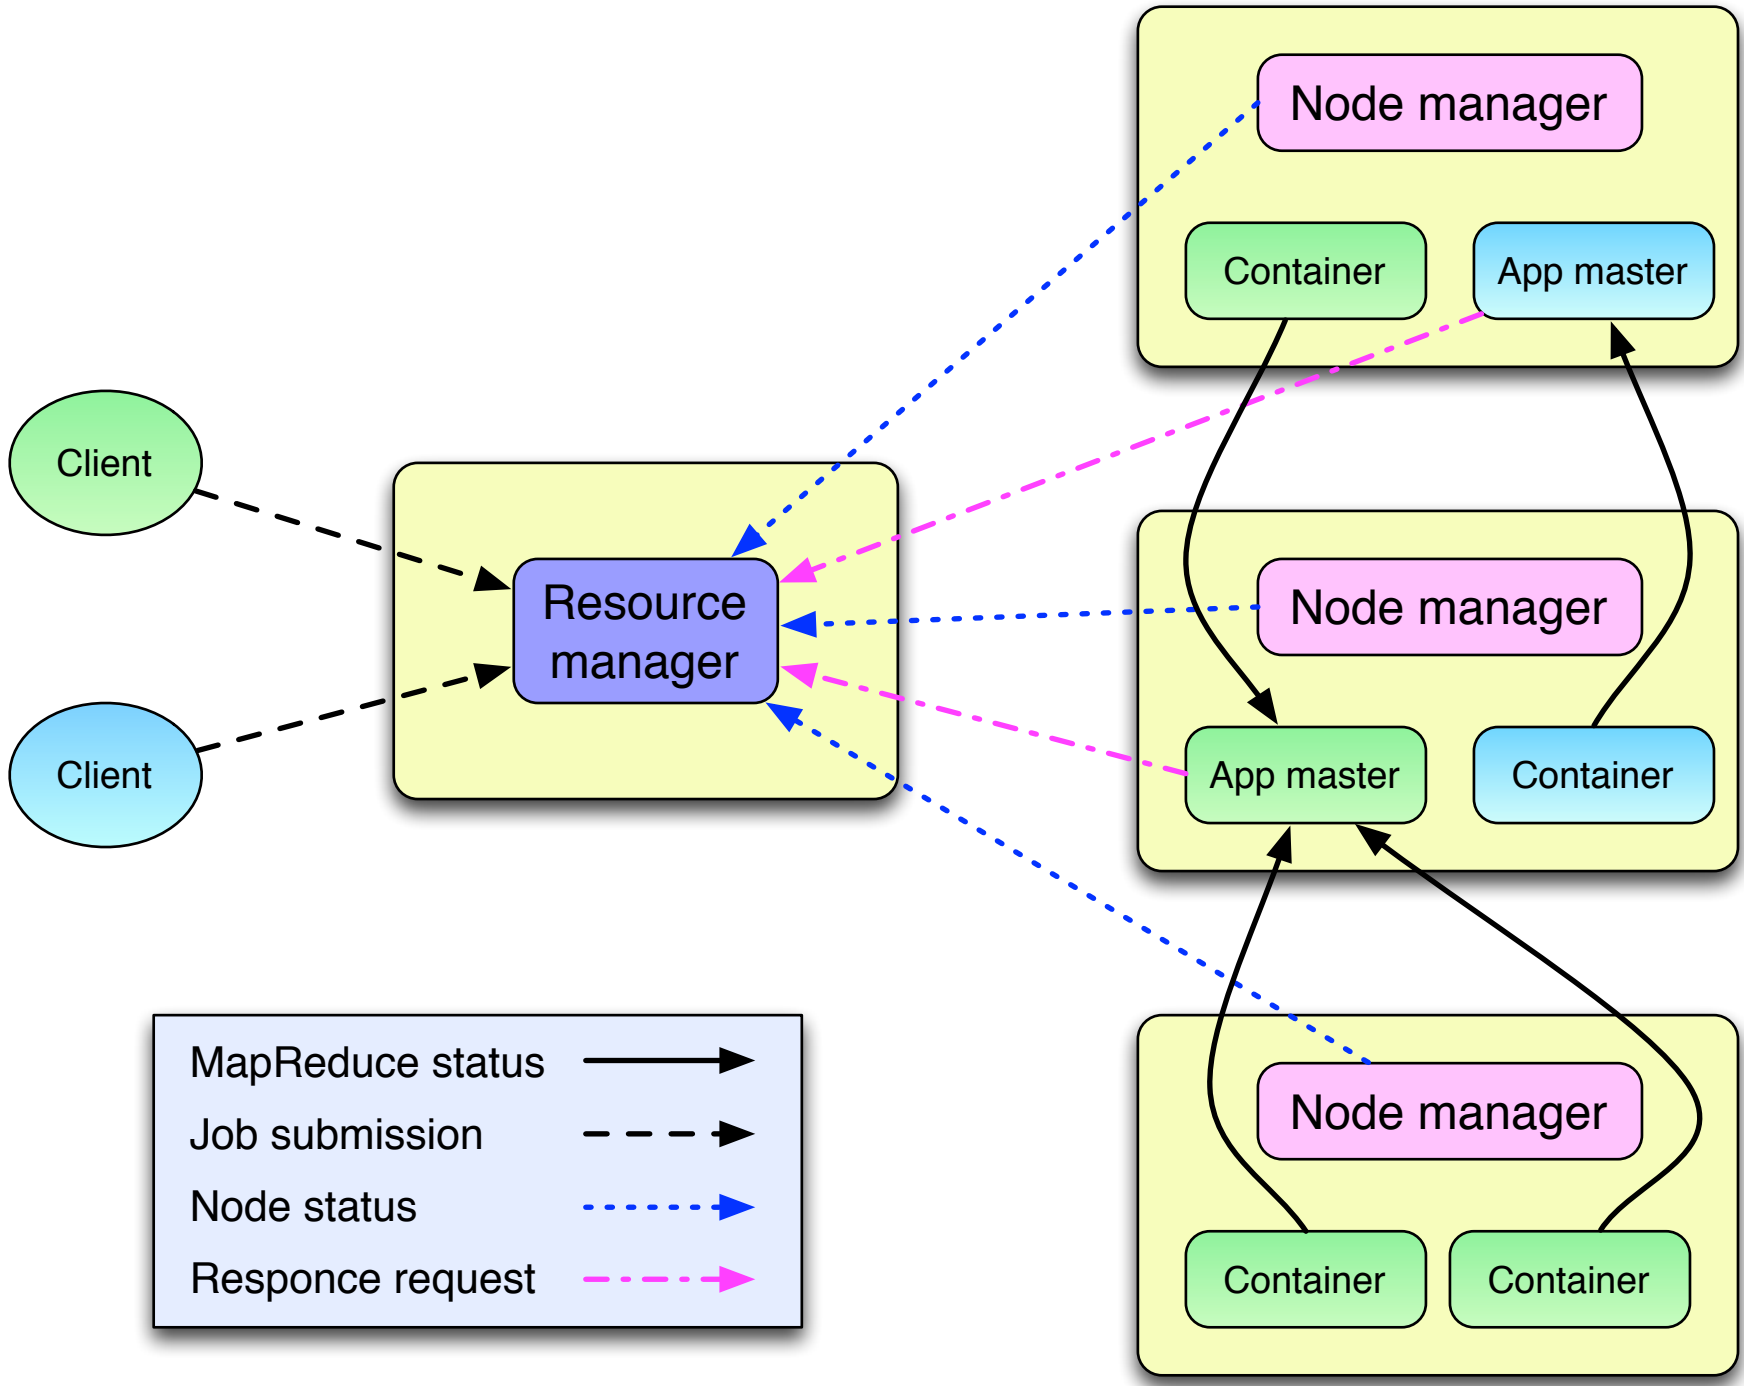 Node manager
Container
App master
Client
Resource
manager
Node manager
Client
App master
Container
MapReduce status
Job submission
Node status
Responce request
Node manager
Container
Container